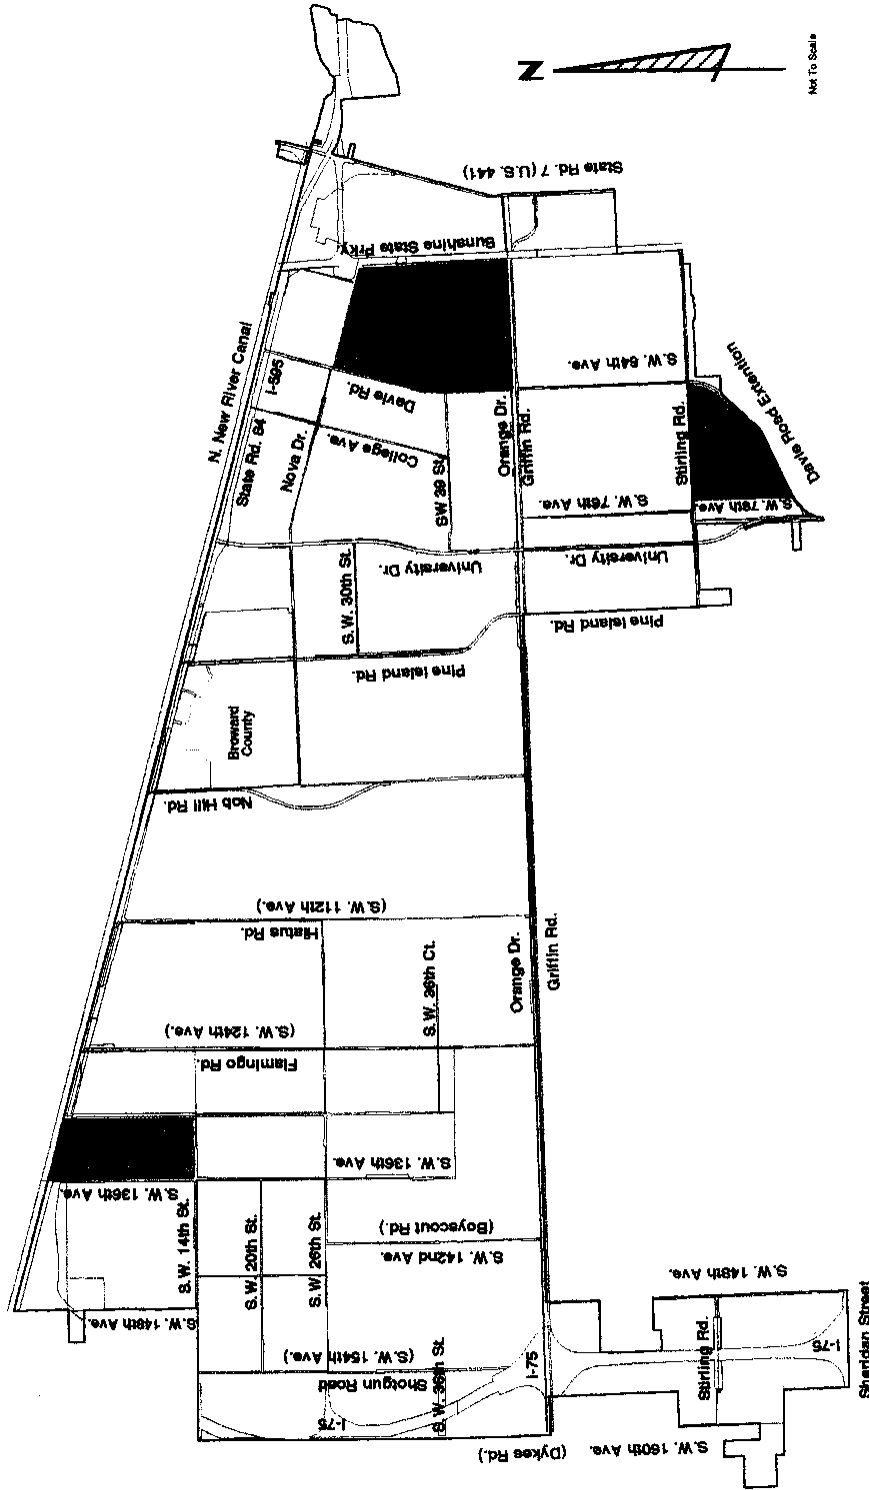 Not To Scale
N
State Rd. 7 (U.S. 441)
Sunshine State Prky.
N. New River Canal
I-595
State Rd. 84
Nova Dr.
Davie Rd.
College Ave.
SW 39 St.
Orange Dr.
Griffin Rd.
S.W. 64th Ave.
Stirling Rd.
Davie Road Extention
S.W. 76th Ave.
S.W. 78th Ave.
University Dr.
University Dr.
S.W. 30th St.
Pine Island Rd.
Pine Island Rd.
Broward
County
Nob Hill Rd.
(S.W. 112th Ave.)
Hiatus Rd.
S.W. 36th Ct.
Orange Dr.
Griffin Rd.
(S.W. 124th Ave.)
Flamingo Rd.
S.W. 136th Ave.
S.W. 136th Ave.
S.W. 14th St.
S.W. 20th St.
S.W. 26th St.
(Boyscout Rd.)
S.W. 142nd Ave.
S.W. 148th Ave.
S.W. 148th Ave.
(S.W. 154th Ave.)
Shotgun Road
S.W. 36th St.
I-75
I-75
I-75
Stirling Rd.
Sheridan Street
S.W. 160th Ave.
(Dykes Rd.)